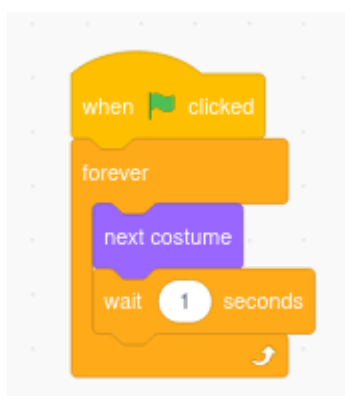 when clicked
forever
next costume
wait 1 seconds